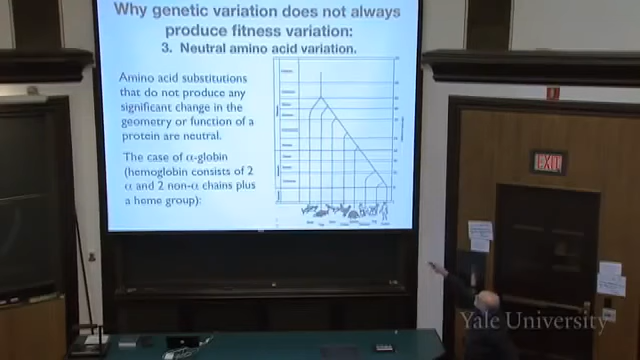 Why genetic variation does not always
produce fitness variation:
3. Neutral amino acid variation.
Amino acid substitutions
that do not produce any
significant change in the
geometry or function of a
protein are neutral.
The case of α-globin
(hemoglobin consists of 2
α and 2 non-α chains plus
a heme group):
EXIT
Yale University